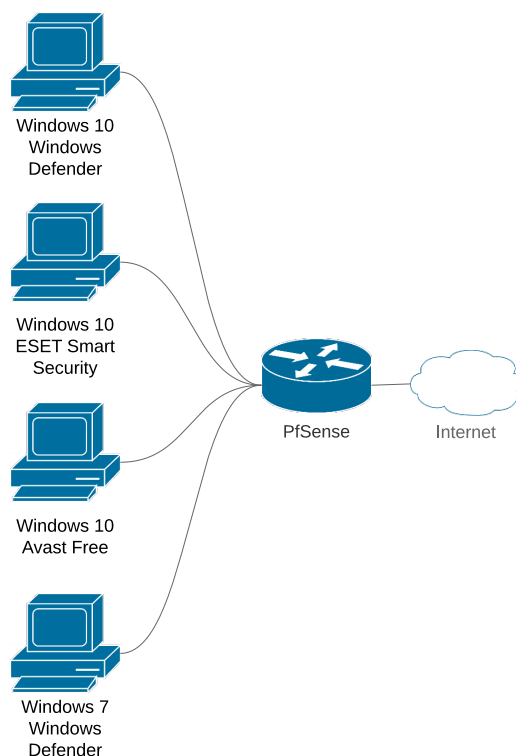 Windows 10
Windows
Defender
Windows 10
ESET Smart
Security
PfSense
Internet
Windows 10
Avast Free
Windows 7
Windows
Defender